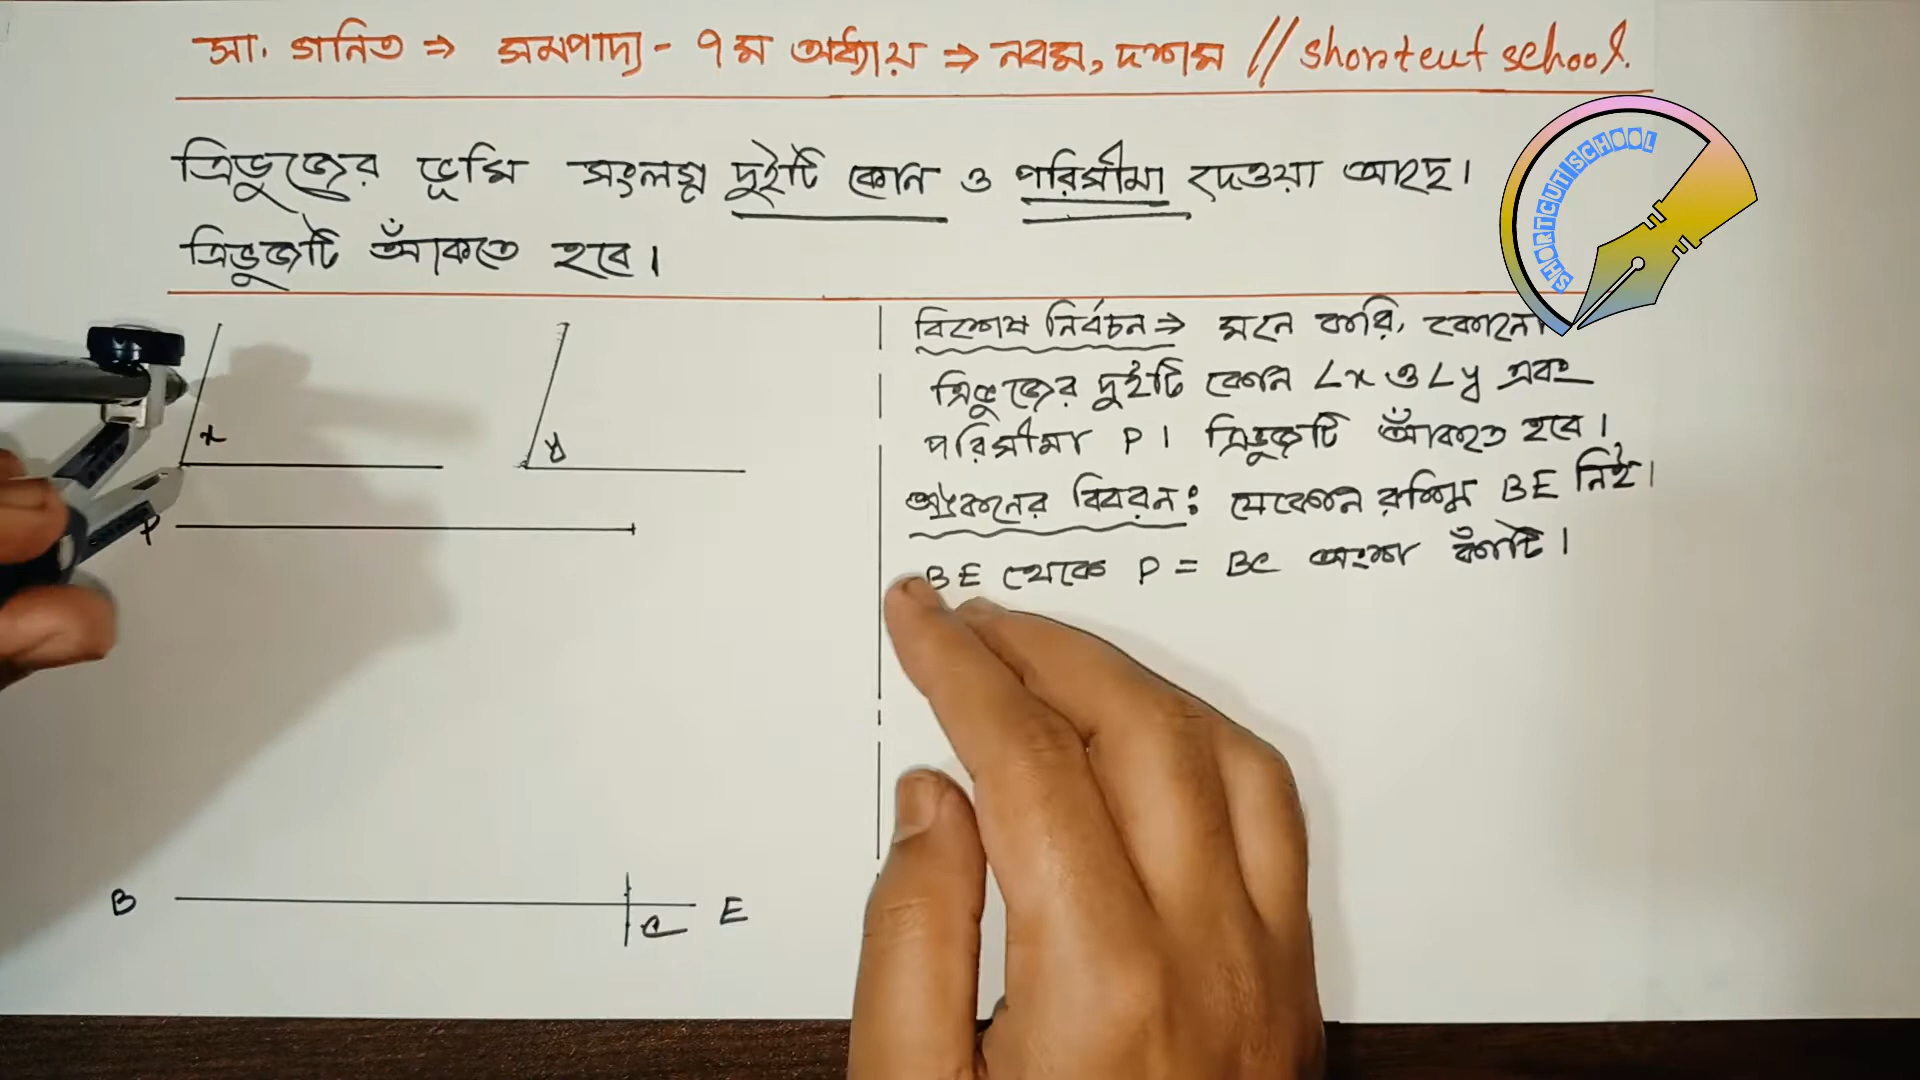 সা. গনিত ⇒ সমপাদ্য - ৭ম অধ্যায় ⇒ নবম, দশম // shortcut school.
SHORTCUT SCHOOL
ত্রিভুজের ভূমি সংলগ্ন দুইটি কোন ও পরিসীমা দেওয়া আছে।
ত্রিভুজটি আঁকতে হবে।
বিশেষ নির্বচন ⇒ মনে করি, কোনো
ত্রিভুজের দুইটি কোন ∠x ও ∠y এবং
পরিসীমা P। ত্রিভুজটি আঁকতে হবে।
অংকনের বিবরন: যেকোন রশ্মি BE নিই।
BE থেকে P = BC অংশ কাঁটি।
x y
P
B C E